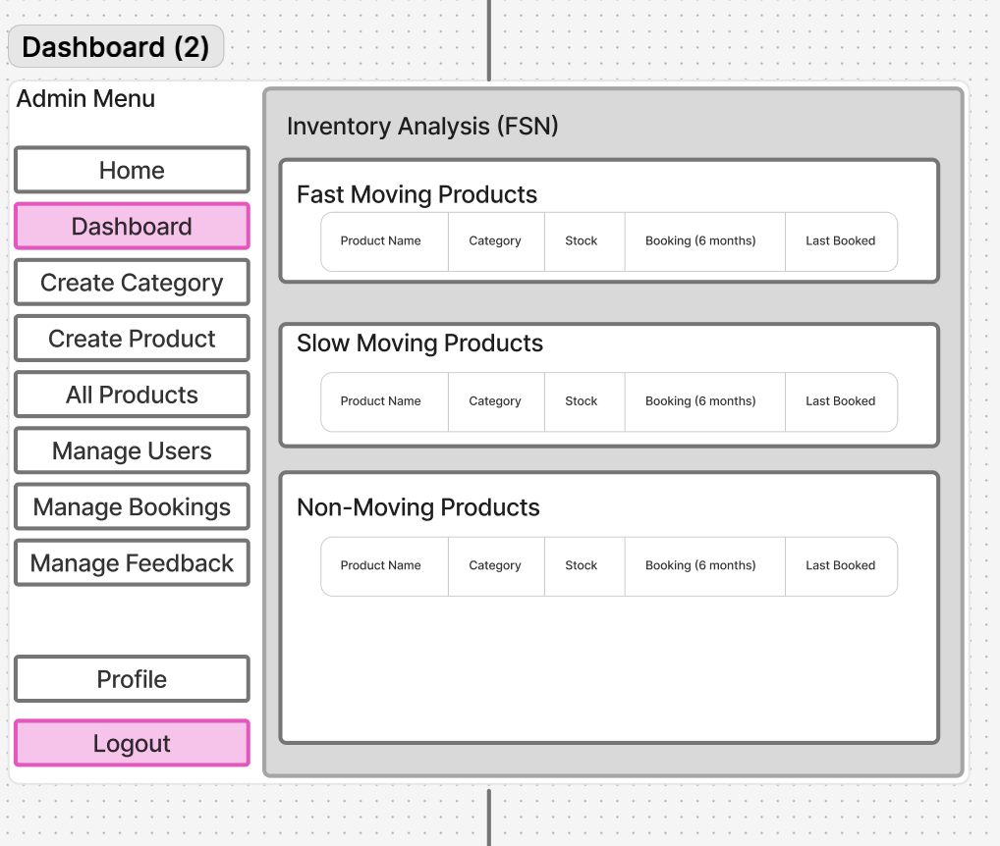 Dashboard (2)
Admin Menu
Home
Dashboard
Create Category
Create Product
All Products
Manage Users
Manage Bookings
Manage Feedback
Profile
Logout
Inventory Analysis (FSN)
Fast Moving Products
Product Name Category Stock Booking (6 months) Last Booked
Slow Moving Products
Product Name Category Stock Booking (6 months) Last Booked
Non-Moving Products
Product Name Category Stock Booking (6 months) Last Booked